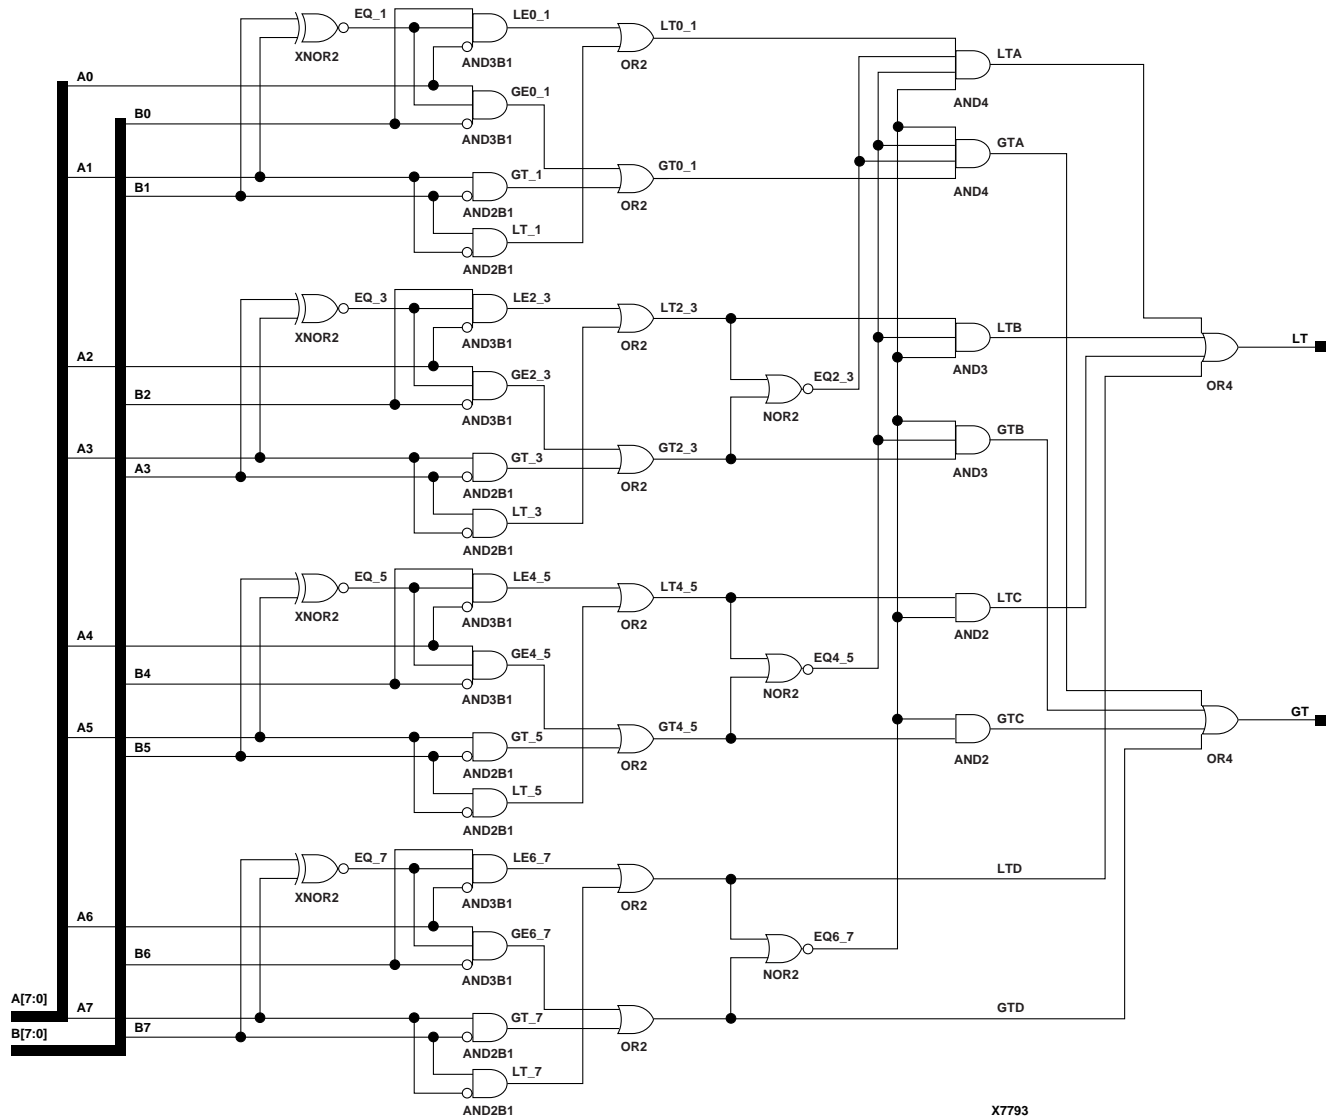 EQ_1
LE0_1
LT0_1
XNOR2
AND3B1
OR2
LTA
A0
GE0_1
AND4
B0
AND3B1
GTA
A1
GT_1
GT0_1
B1
AND4
AND2B1
OR2
LT_1
AND2B1
EQ_3
LE2_3
LT2_3
XNOR2
AND3B1
OR2
LTB
LT
A2
GE2_3
EQ2_3
AND3
B2
OR4
AND3B1
NOR2
GTB
A3
GT_3
GT2_3
A3
AND3
AND2B1
OR2
LT_3
AND2B1
EQ_5
LE4_5
LT4_5
XNOR2
AND3B1
OR2
LTC
A4
GE4_5
EQ4_5
AND2
B4
AND3B1
NOR2
GT
A5
GT_5
GT4_5
GTC
B5
AND2B1
OR2
AND2
OR4
LT_5
AND2B1
EQ_7
LE6_7
LTD
XNOR2
AND3B1
OR2
A6
GE6_7
EQ6_7
B6
AND3B1
NOR2
A[7:0]
A7
GT_7
GTD
B[7:0]
B7
AND2B1
OR2
LT_7
AND2B1
X7793